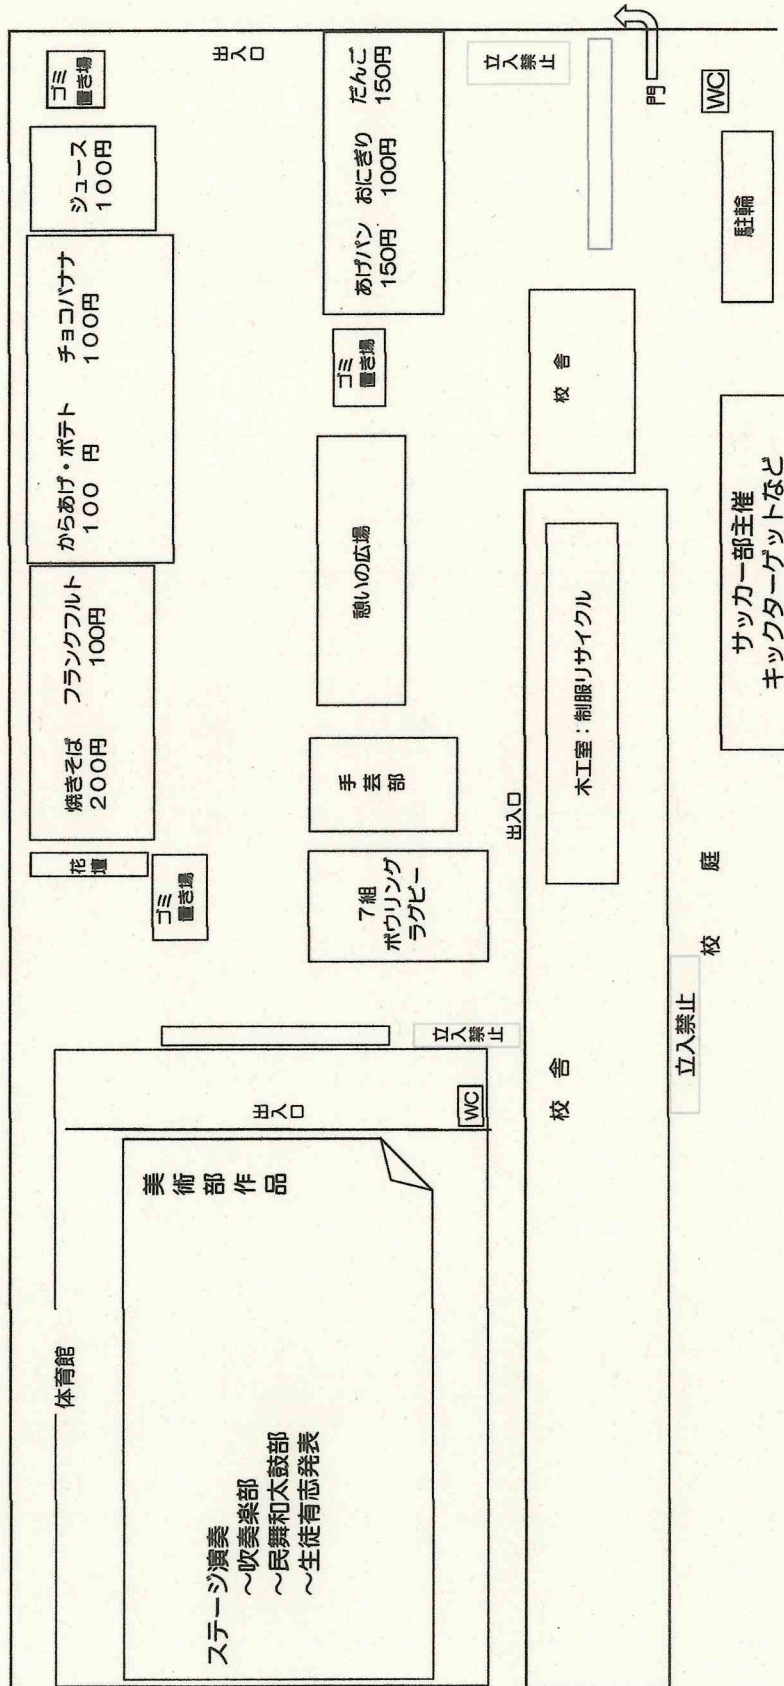 体育館
ステージ演奏
～吹奏楽部
～民舞和太鼓部
～生徒有志発表
美術部作品
出入口
WC
立入禁止
花壇
ゴミ
置き場
焼きそば フランクフルト
200円 100円
からあげ・ポテト チョコバナナ
100 円 100円
ジュース
100円
ゴミ
置き場
出入口
7組
ボウリング
ラグビー
手芸部
憩いの広場
ゴミ
置き場
あげパン おにぎり だんご
150円 100円 150円
立入禁止
出入口
校舎
木工室：制服リサイクル
校舎
門
WC
立入禁止
校庭
サッカー部主催
キックターゲットなど
駐輪